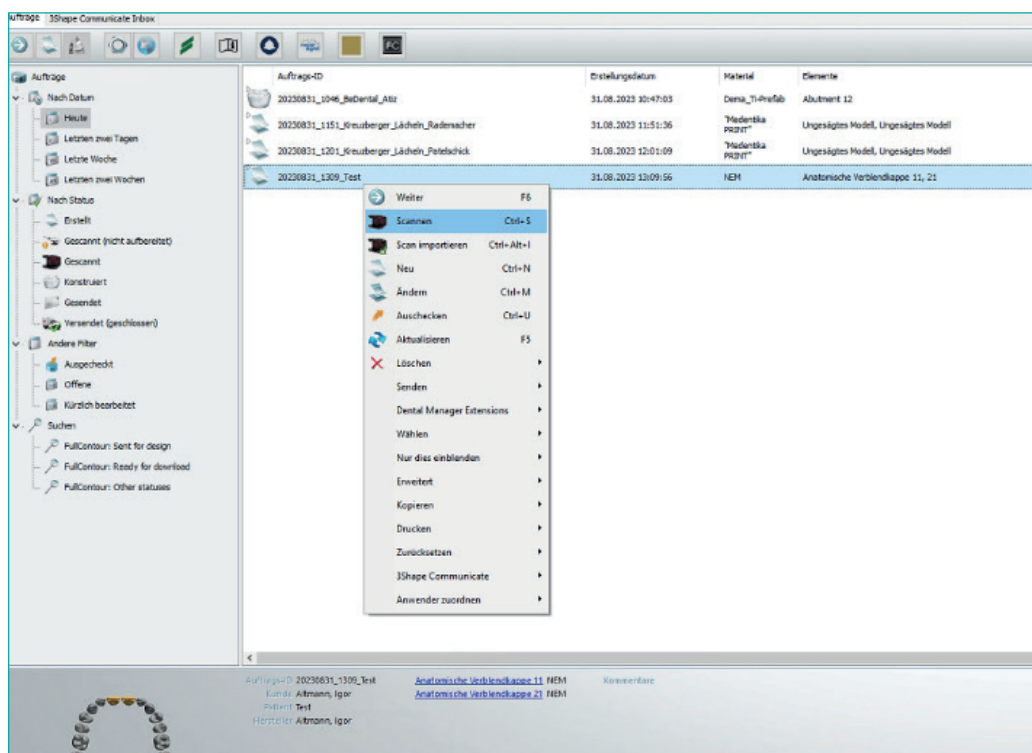 Aufträge 3Shape Communicate Inbox
FC
Aufträge
Nach Datum
Heute
Letzten zwei Tagen
Letzte Woche
Letzten zwei Wochen
Nach Status
Erstellt
Gescannt (nicht aufbereitet)
Gescannt
Konstruiert
Gesendet
Versendet (geschlossen)
Andere Filter
Ausgecheckt
Offene
Kürzlich bearbeitet
Suchen
FullContour: Sent for design
FullContour: Ready for download
FullContour: Other statuses
Auftrags-ID Erstellungsdatum Material Elemente
20230831_1046_BeDental_Atiz 31.08.2023 10:47:03 Dema_Ti-Prefab Abutment 12
20230831_1151_Kreuzberger_Lächeln_Rademacher 31.08.2023 11:51:36 "Medentika PRINT" Ungesägtes Modell, Ungesägtes Modell
20230831_1201_Kreuzberger_Lächeln_Patelschick 31.08.2023 12:01:09 "Medentika PRINT" Ungesägtes Modell, Ungesägtes Modell
20230831_1309_Test 31.08.2023 13:09:56 NEM Anatomische Verblendkappe 11, 21
Weiter F6
Scannen Ctrl+S
Scan importieren Ctrl+Alt+I
Neu Ctrl+N
Ändern Ctrl+M
Auschecken Ctrl+U
Aktualisieren F5
Löschen
Senden
Dental Manager Extensions
Wählen
Nur dies einblenden
Erweitert
Kopieren
Drucken
Zurücksetzen
3Shape Communicate
Anwender zuordnen
Auftrags-ID 20230831_1309_Test Anatomische Verblendkappe 11 NEM Kommentare
Kunde Altmann, Igor Anatomische Verblendkappe 21 NEM
Patient Test
Hersteller Altmann, Igor